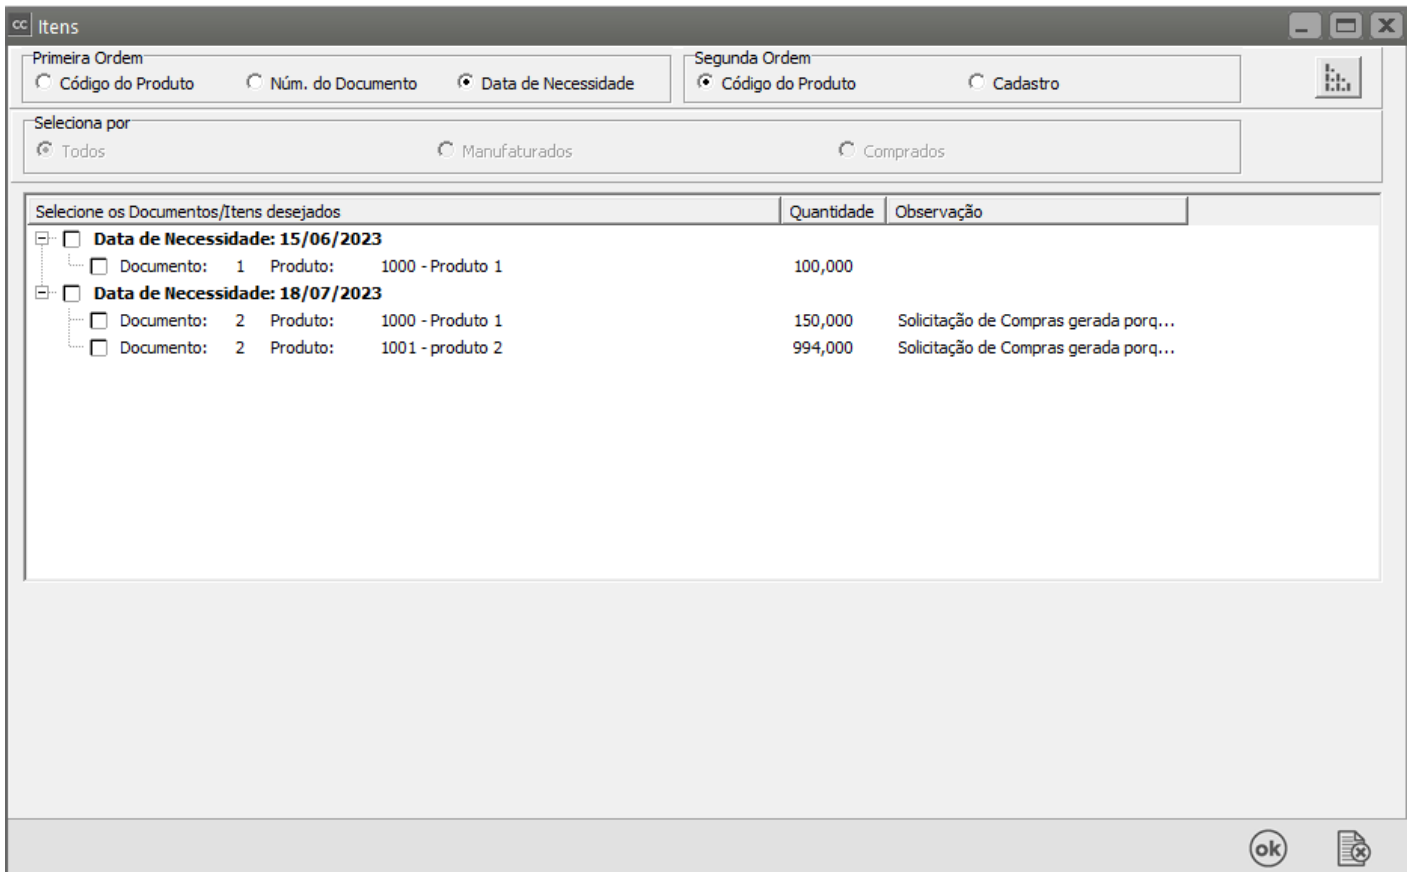 cc Itens
Primeira Ordem Segunda Ordem
Código do Produto Núm. do Documento Data de Necessidade Código do Produto Cadastro
Seleciona por
Todos Manufaturados Comprados
Selecione os Documentos/Itens desejados Quantidade Observação
Data de Necessidade: 15/06/2023
Documento: 1 Produto: 1000 - Produto 1 100,000
Data de Necessidade: 18/07/2023
Documento: 2 Produto: 1000 - Produto 1 150,000 Solicitação de Compras gerada porq...
Documento: 2 Produto: 1001 - produto 2 994,000 Solicitação de Compras gerada porq...
ok